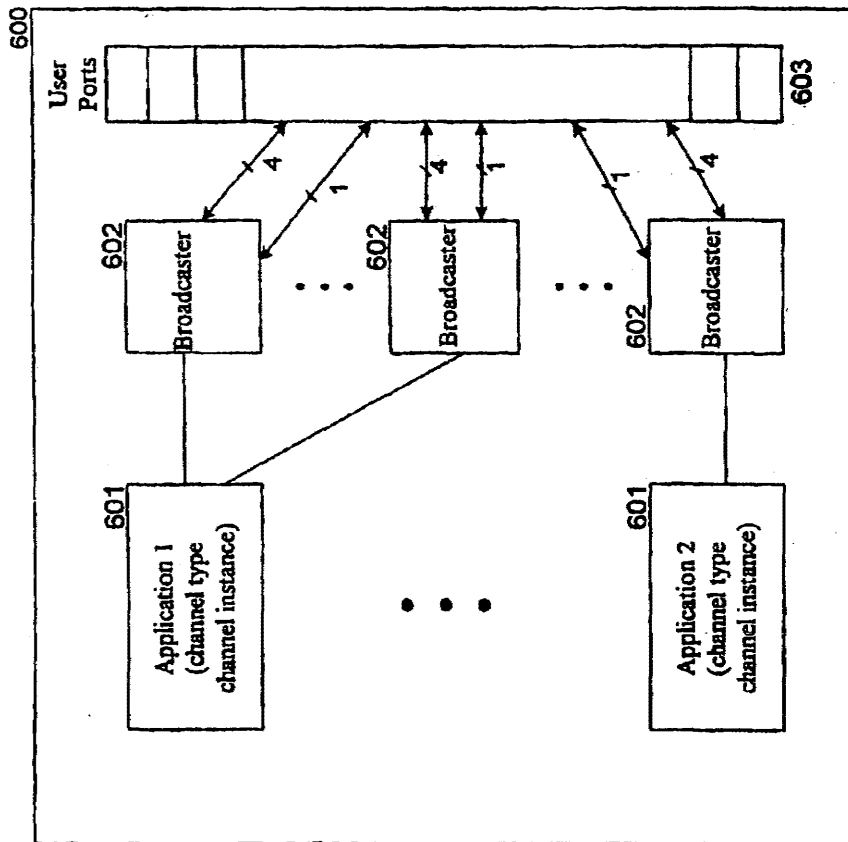 600
User
Ports
603
4
1
4
1
1
4
602
Broadcaster
602
Broadcaster
602
Broadcaster
601
Application 1
(channel type
channel instance)
601
Application 2
(channel type
channel instance)